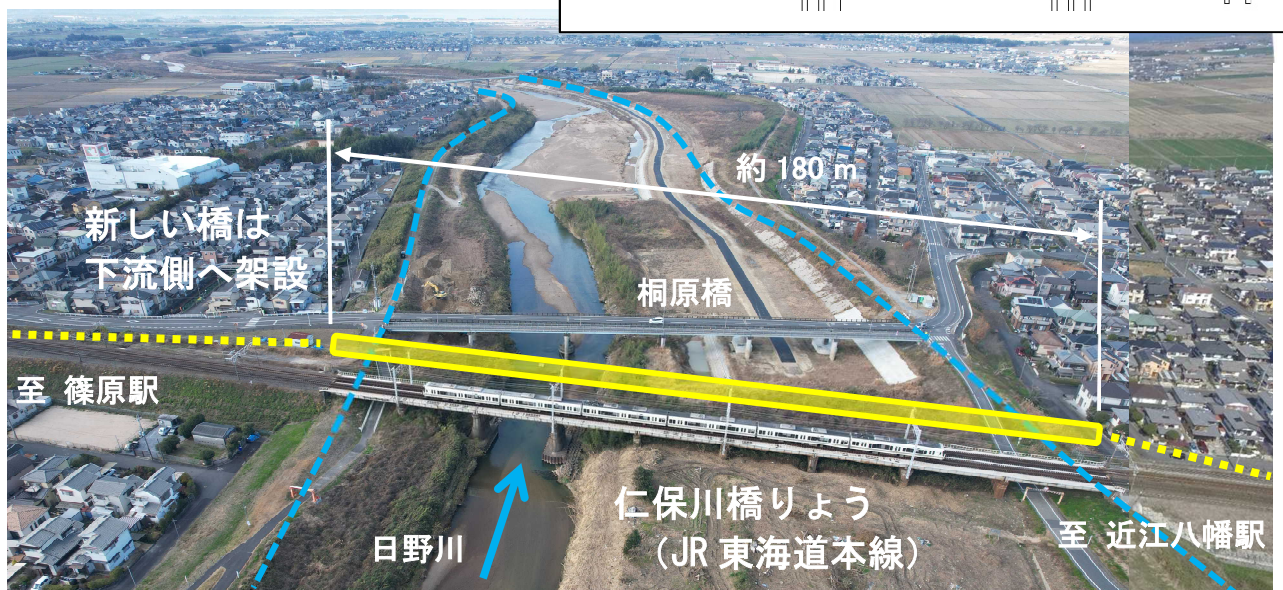 約 180 m
新しい橋は
下流側へ架設
桐原橋
至 篠原駅
仁保川橋りょう
（JR 東海道本線）
日野川
至 近江八幡駅